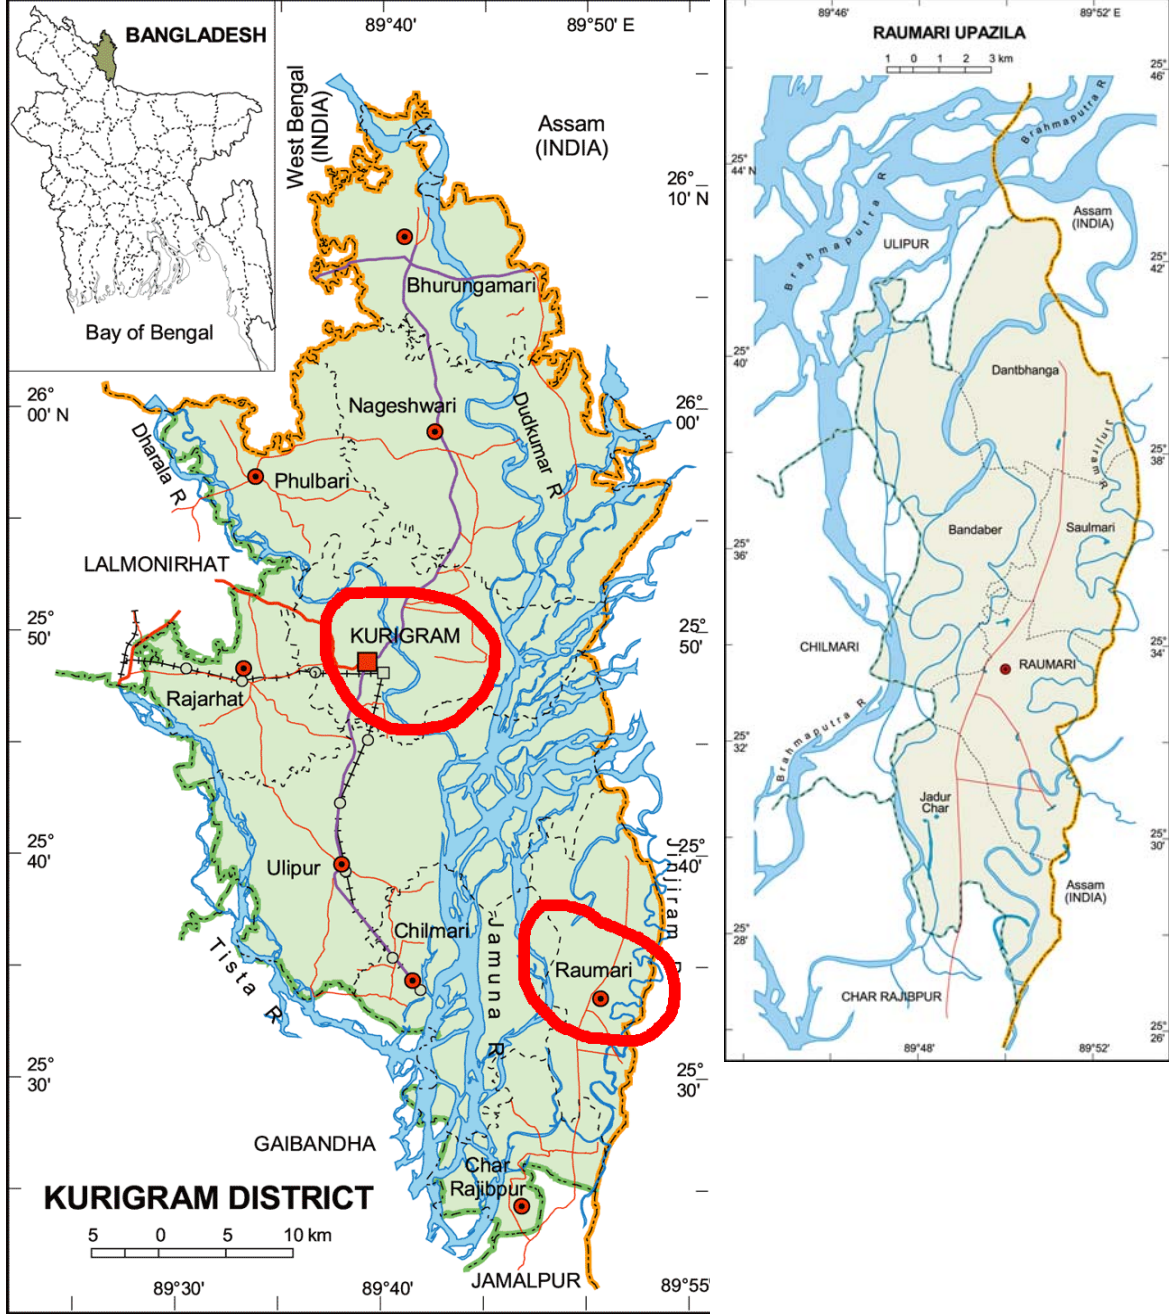 89°40'
89°50' E
BANGLADESH
Bay of Bengal
West Bengal
(INDIA)
Assam
(INDIA)
26°
10' N
Bhurungamari
26°
00' N
Nageshwari
Dudkumar R
26°
00'
Dharala R
Phulbari
LALMONIRHAT
25°
50'
KURIGRAM
25°
50'
Rajarhat
25°
40'
Ulipur
25°
40'
Jinjiram R
Chilmari
Jamuna R
Raumari
Tista R
25°
30'
25°
30'
GAIBANDHA
Char
Rajibpur
KURIGRAM DISTRICT
5 0 5 10 km
JAMALPUR
89°30'
89°40'
89°55'
89°46'
89°52' E
RAUMARI UPAZILA
1 0 1 2 3 km
25°
46'
Brahmaputra R
25°
44' N
Brahmaputra R
Assam
(INDIA)
ULIPUR
25°
42'
25°
40'
Dantbhanga
Jinjiram R
25°
38'
Bandaber
Saulmari
25°
36'
CHILMARI
25°
34'
RAUMARI
Brahmaputra R
25°
32'
Jadur
Char
25°
30'
Assam
(INDIA)
25°
28'
CHAR RAJIBPUR
25°
26'
89°48'
89°52'